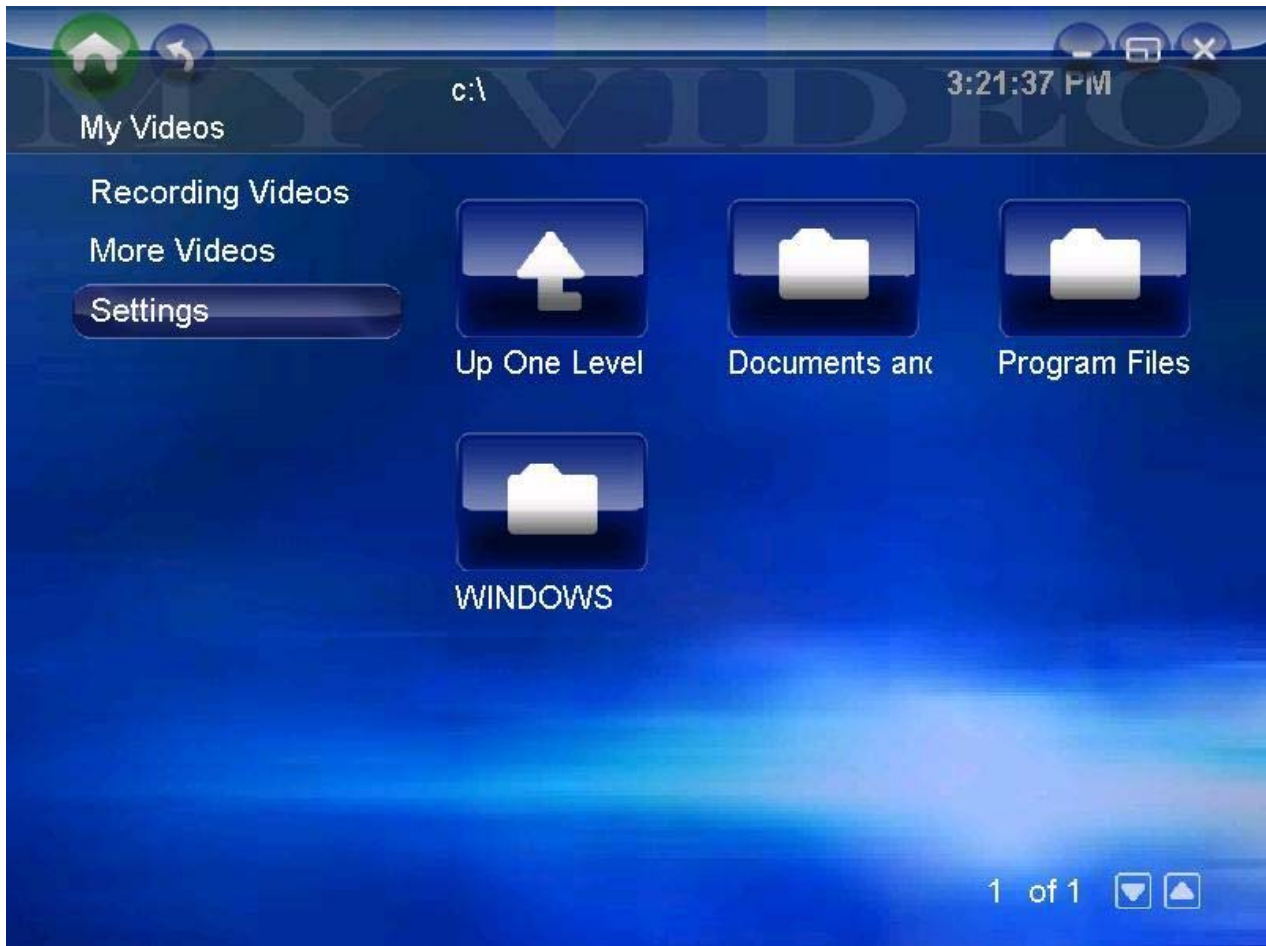 MY VIDEO
c:\
3:21:37 PM
My Videos
Recording Videos
More Videos
Settings
Up One Level
Documents and
Program Files
WINDOWS
1 of 1